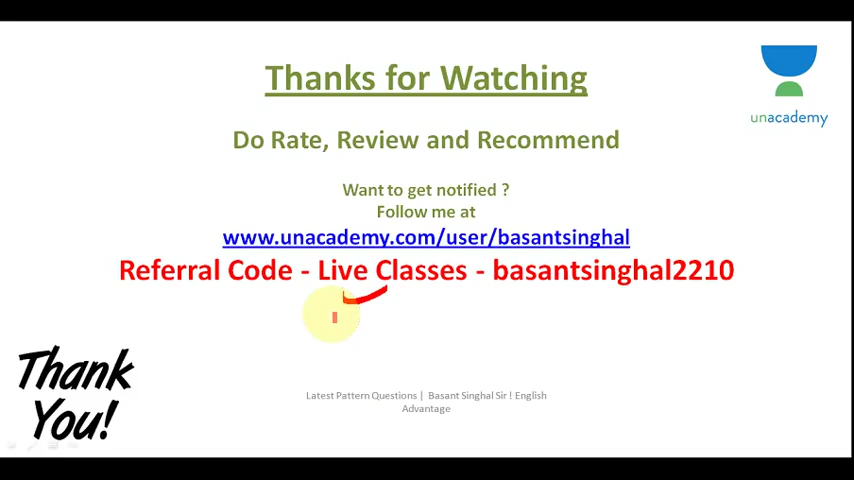 Thanks for Watching
unacademy
Do Rate, Review and Recommend
Want to get notified ?
Follow me at
www.unacademy.com/user/basantsinghal
Referral Code - Live Classes - basantsinghal2210
Thank
You!
Latest Pattern Questions | Basant Singhal Sir ! English
Advantage